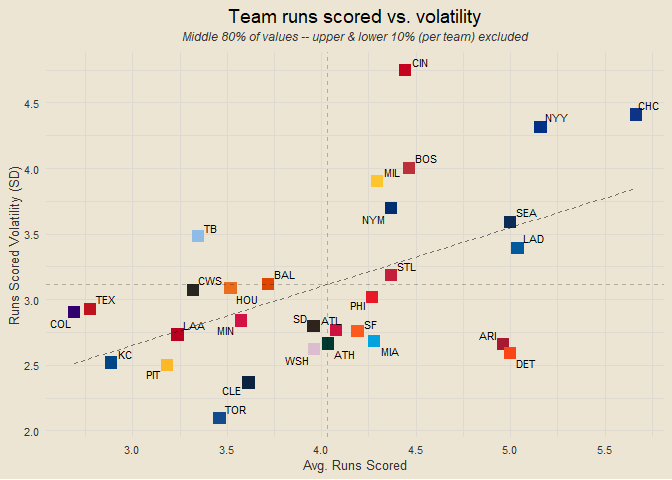 Team runs scored vs. volatility
Middle 80% of values -- upper & lower 10% (per team) excluded
Runs Scored Volatility (SD)
4.5
4.0
3.5
3.0
2.5
2.0
CIN
CHC
NYY
BOS
MIL
NYM
SEA
TB
LAD
STL
BAL
CWS
HOU
TEX
PHI
COL
LAA
MIN
SD
ATL
SF
ARI
KC
WSH
ATH
MIA
DET
PIT
CLE
TOR
3.0
3.5
4.0
4.5
5.0
5.5
Avg. Runs Scored